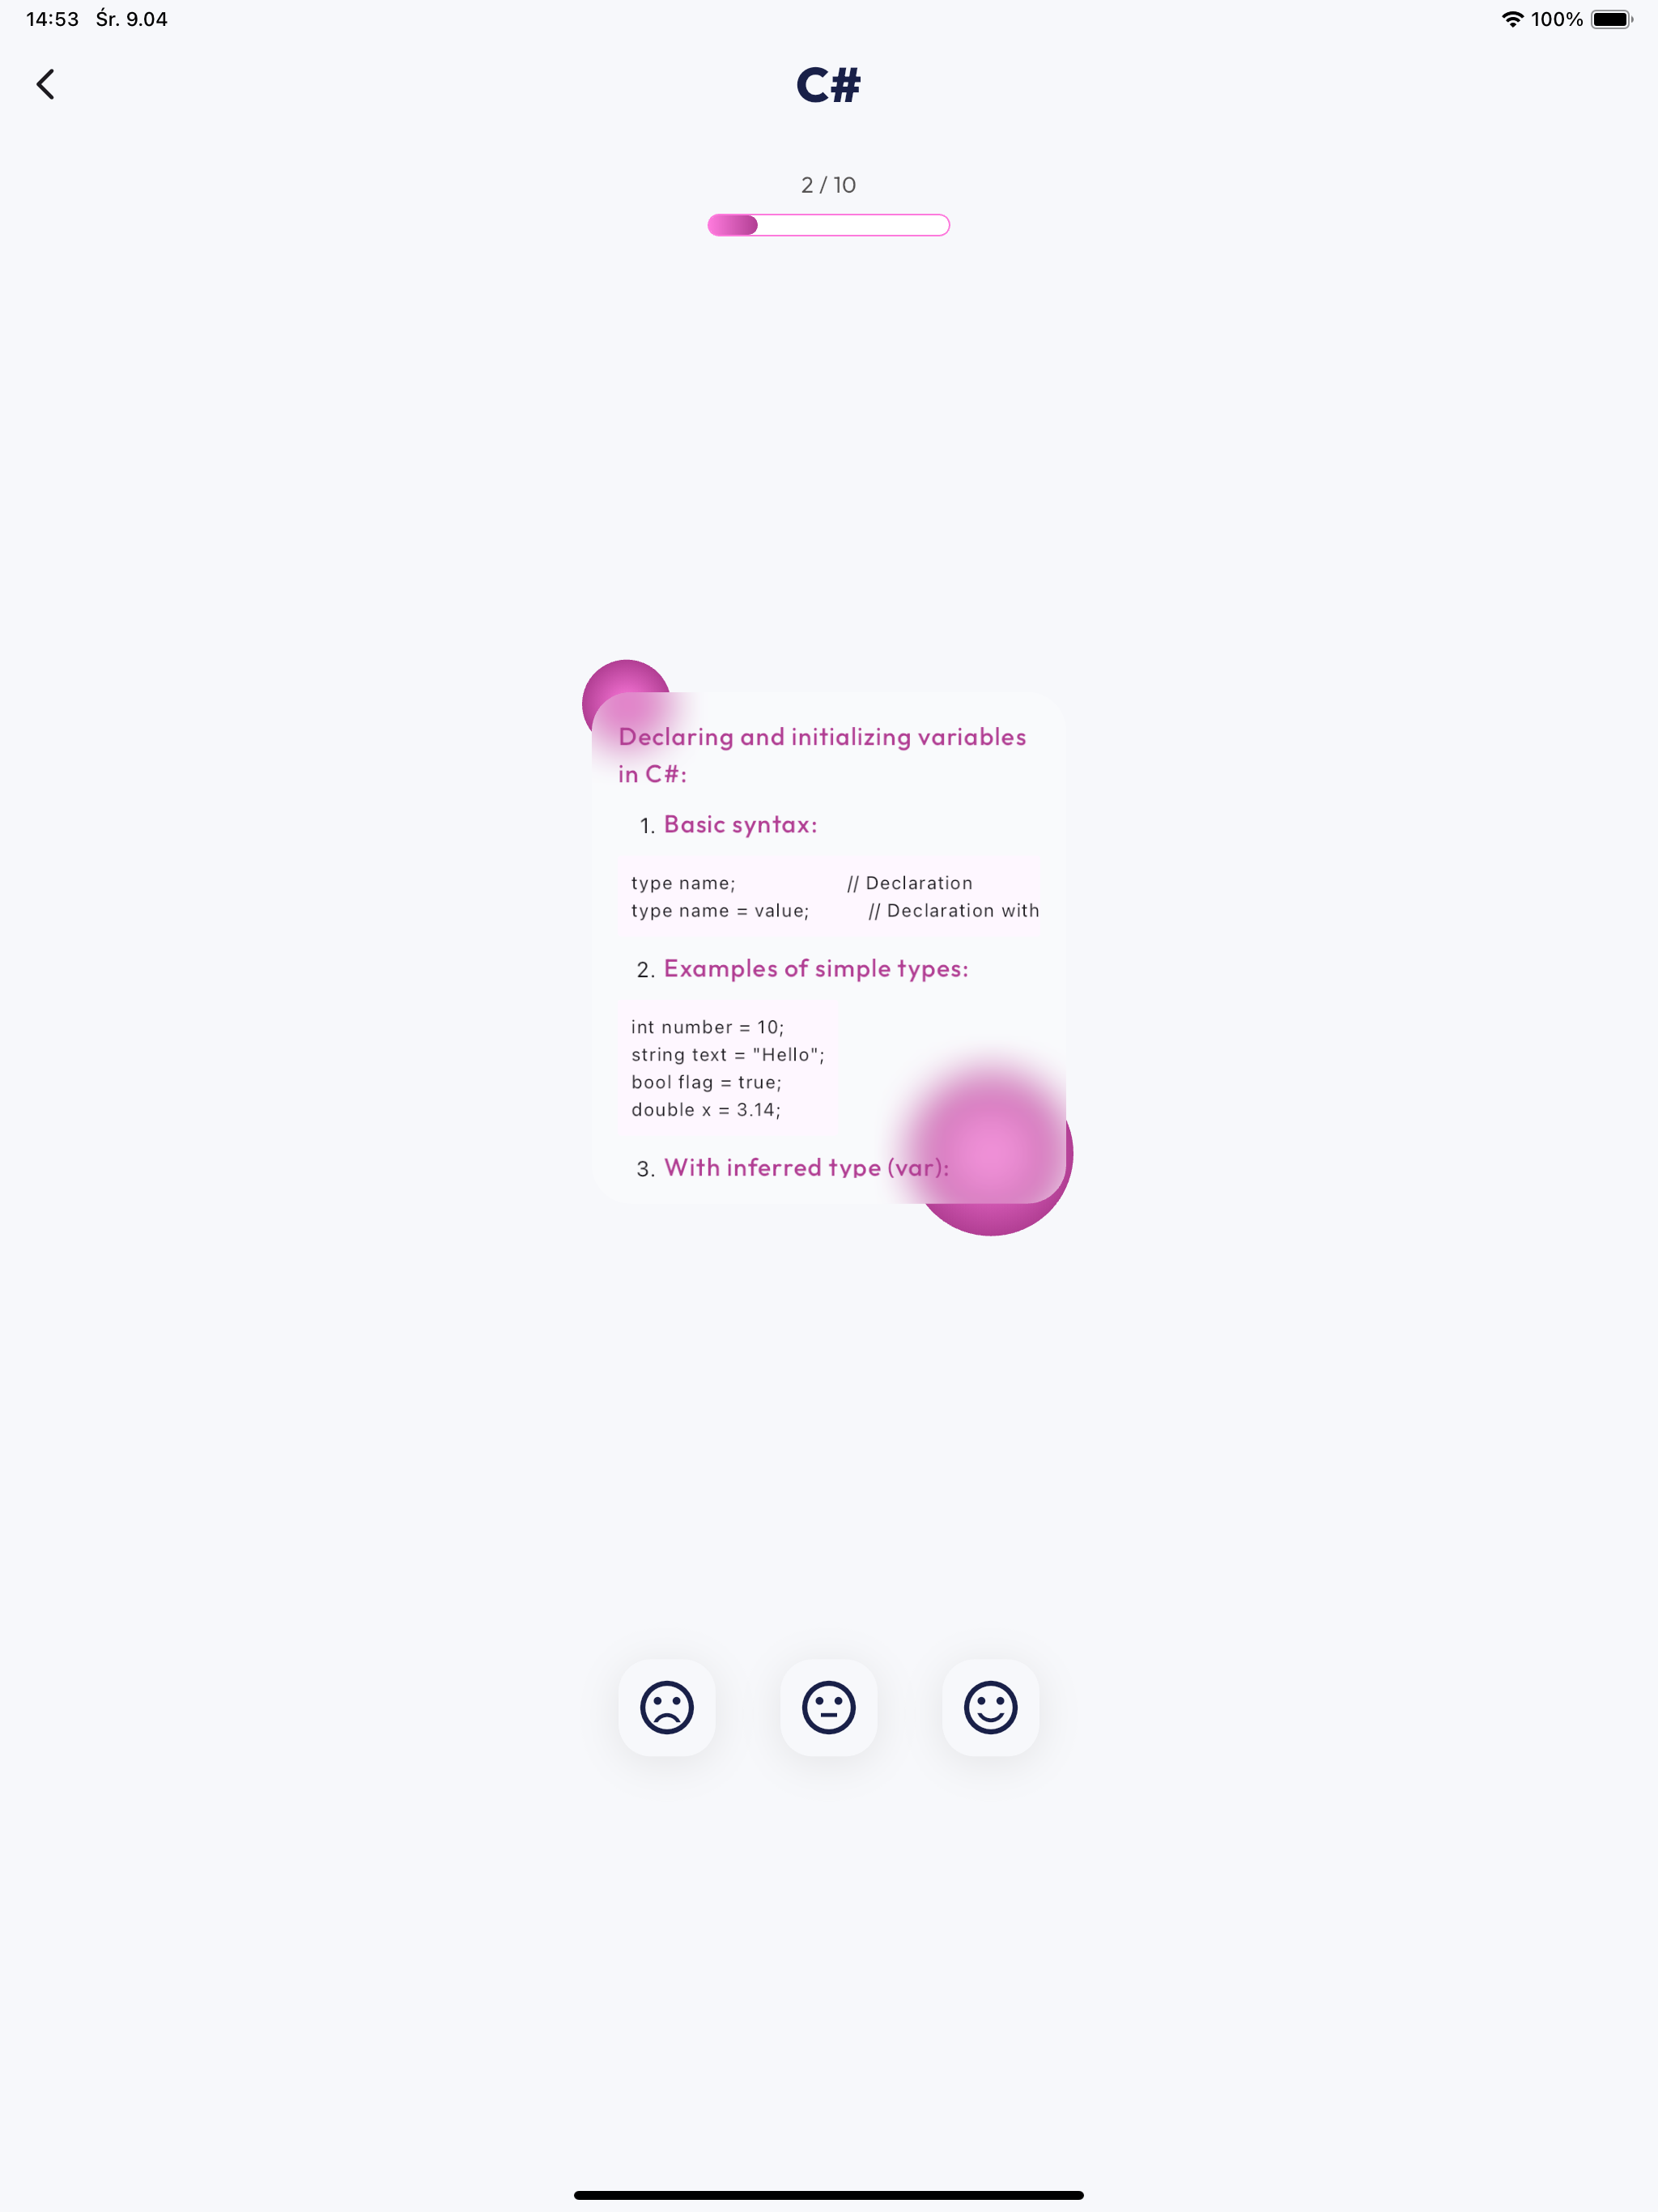 14:53 Śr. 9.04 100%
C#
2 / 10
Declaring and initializing variables
in C#:
1. Basic syntax:
type name; // Declaration
type name = value; // Declaration with
2. Examples of simple types:
int number = 10;
string text = "Hello";
bool flag = true;
double x = 3.14;
3. With inferred type (var):